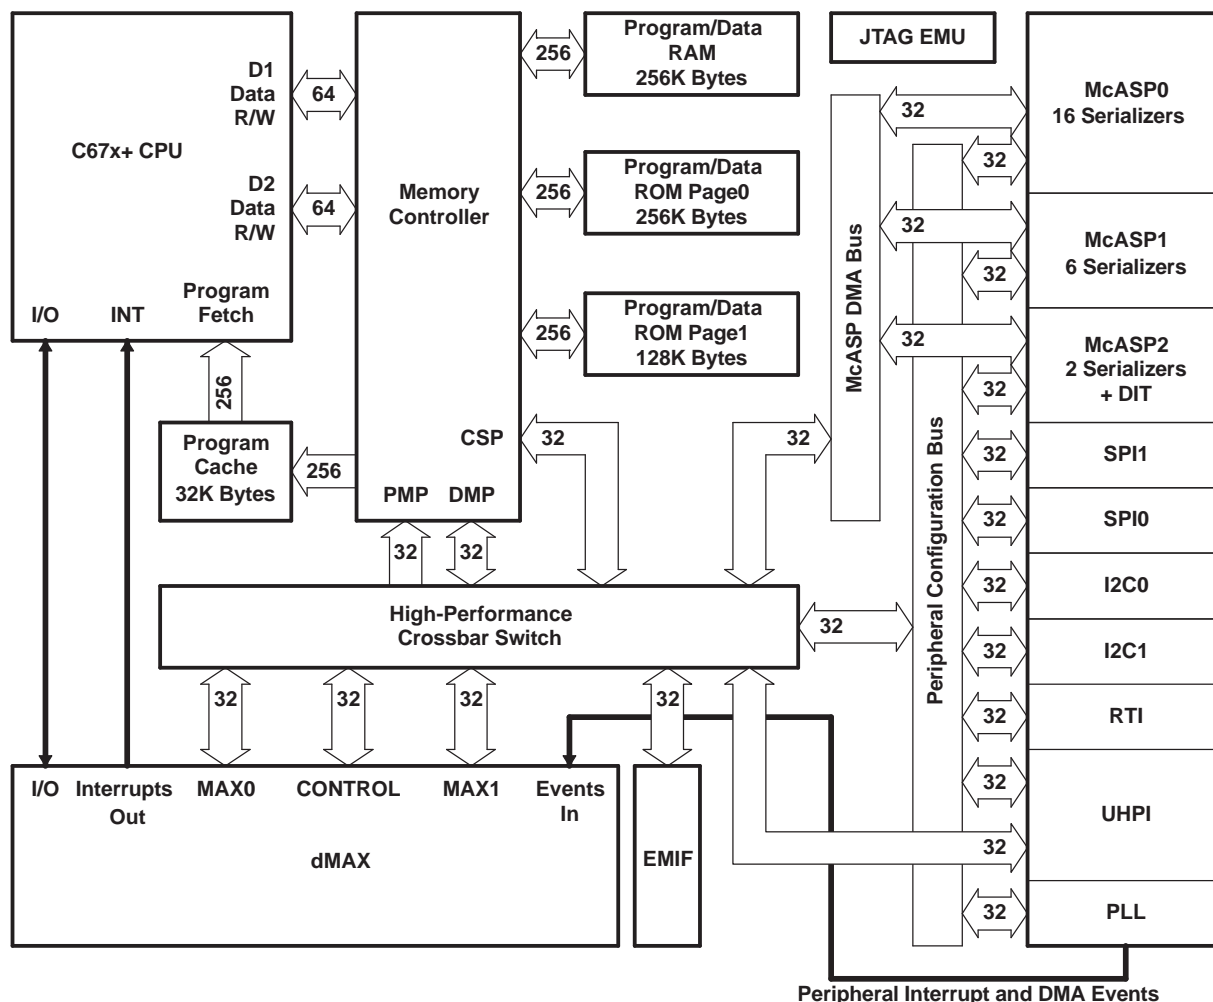 D1
Data
R/W
C67x+ CPU
D2
Data
R/W
Program
Fetch
I/O
INT
64
64
256
Program
Cache
32K Bytes
256
Memory
Controller
CSP
PMP
DMP
256
Program/Data
RAM
256K Bytes
256
Program/Data
ROM Page0
256K Bytes
256
Program/Data
ROM Page1
128K Bytes
32
32
32
32
High-Performance
Crossbar Switch
32
32
32
32
32
I/O
Interrupts
Out
MAX0
CONTROL
MAX1
Events
In
dMAX
EMIF
JTAG EMU
McASP DMA Bus
Peripheral Configuration Bus
32
32
McASP0
16 Serializers
32
32
McASP1
6 Serializers
32
32
McASP2
2 Serializers
+ DIT
32
SPI1
32
SPI0
32
I2C0
32
I2C1
32
RTI
32
32
UHPI
32
PLL
Peripheral Interrupt and DMA Events